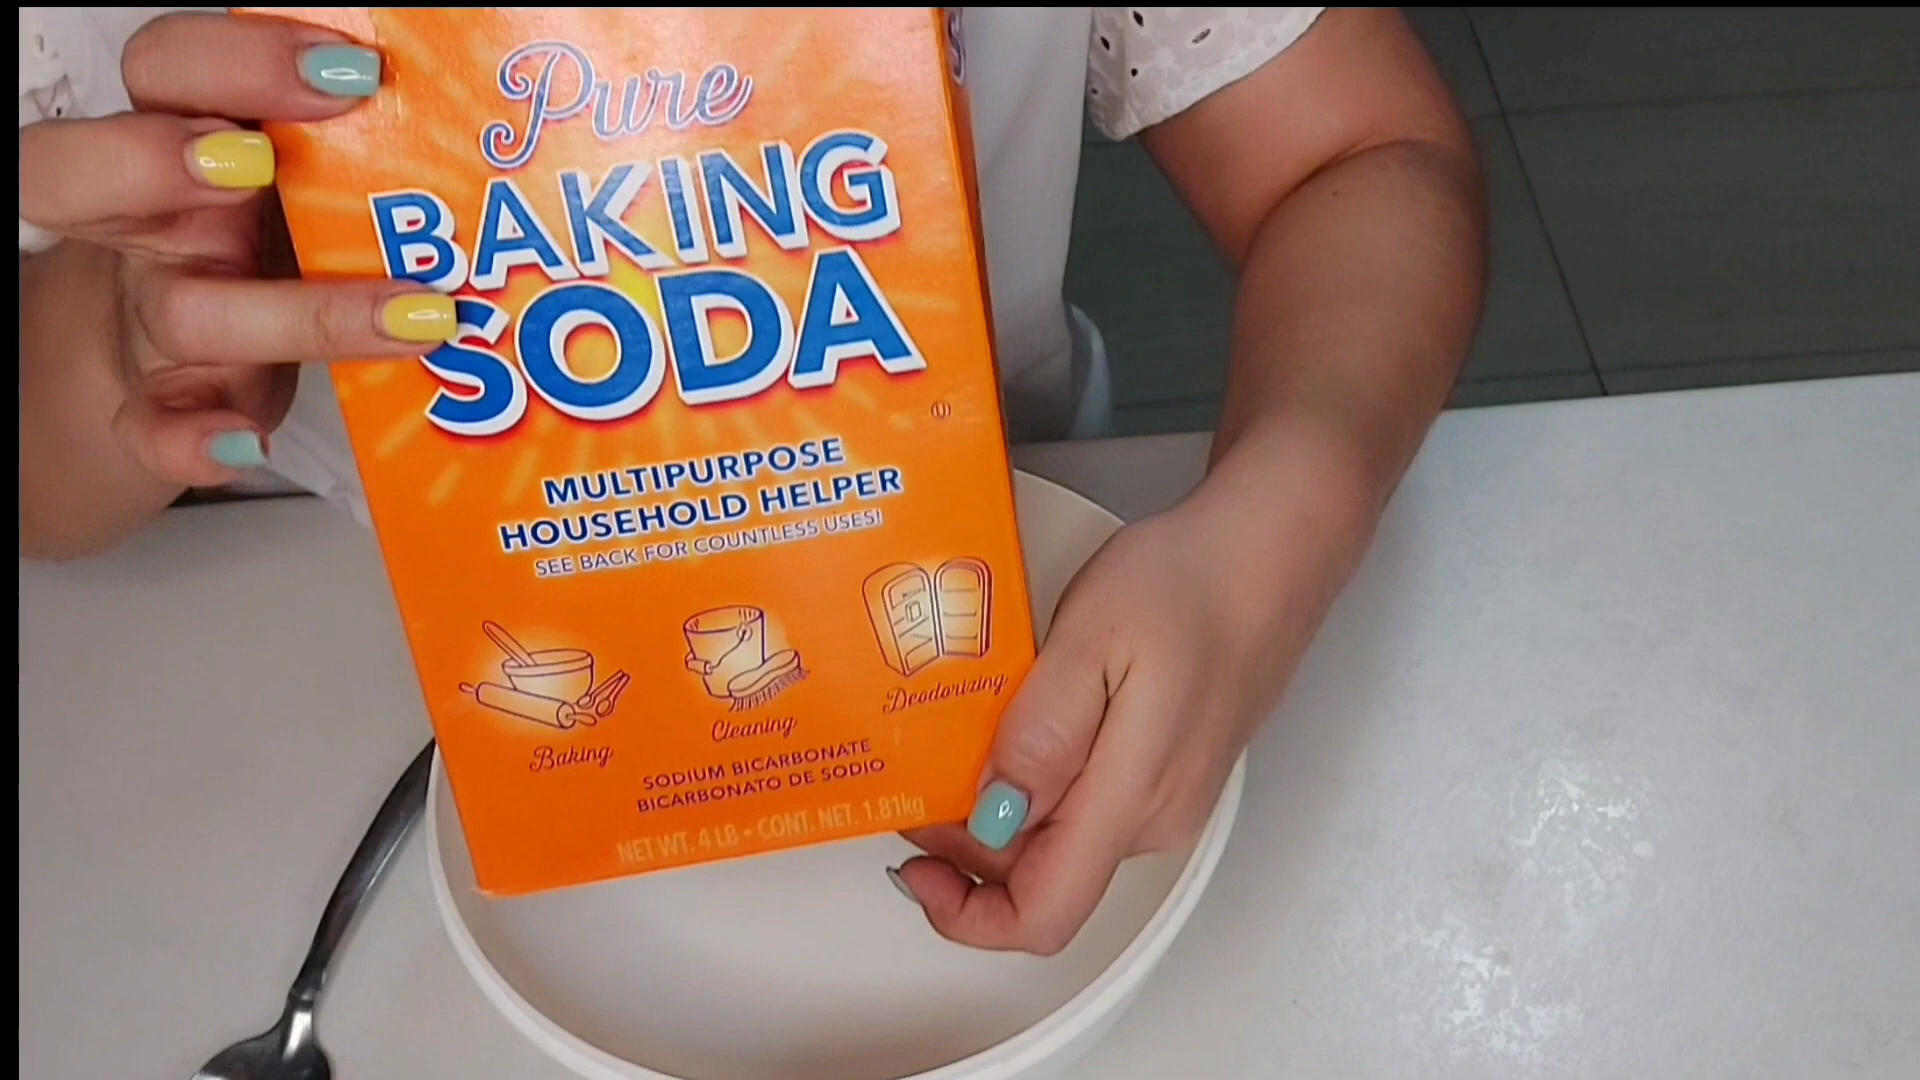 Pure
BAKING
SODA
U
MULTIPURPOSE
HOUSEHOLD HELPER
SEE BACK FOR COUNTLESS USES!
Baking
Cleaning
Deodorizing
SODIUM BICARBONATE
BICARBONATO DE SODIO
NET WT. 4 LB • CONT. NET. 1.81kg